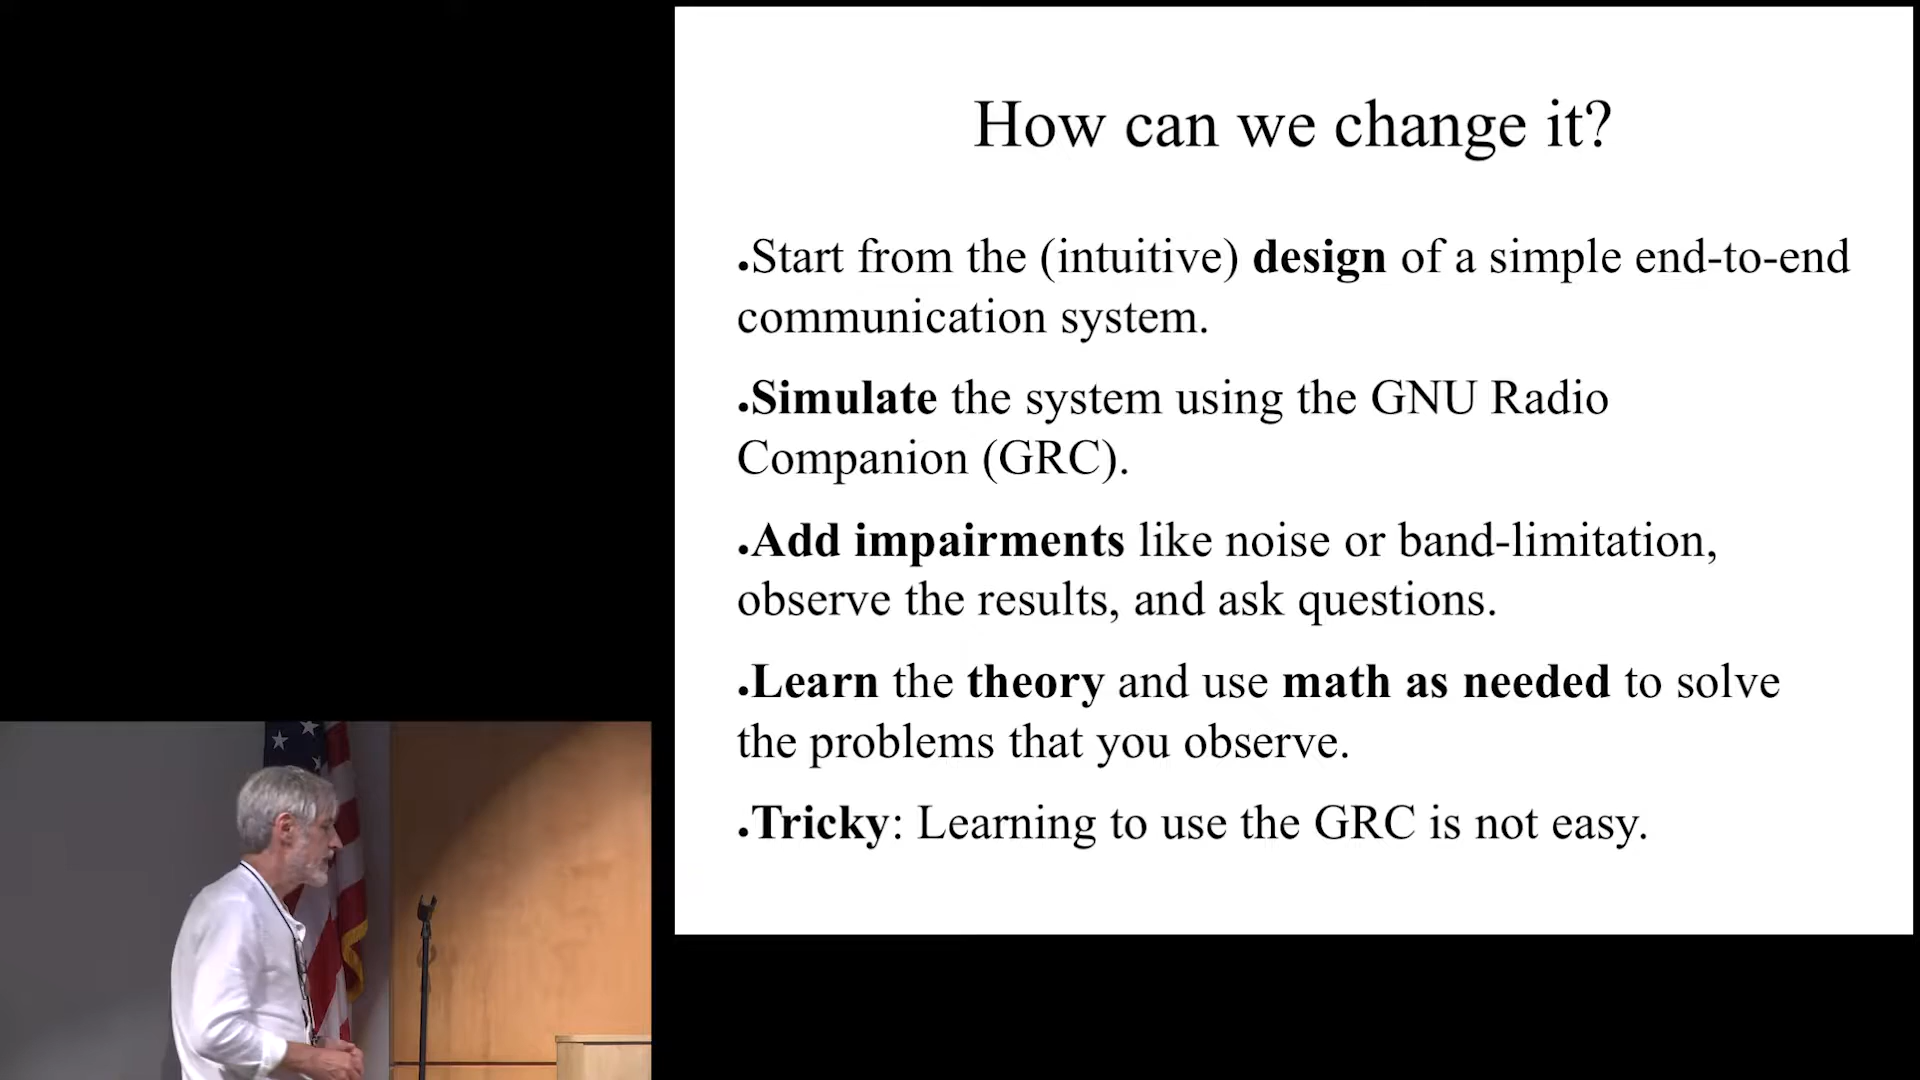 How can we change it?
•Start from the (intuitive) design of a simple end-to-end
communication system.
•Simulate the system using the GNU Radio
Companion (GRC).
•Add impairments like noise or band-limitation,
observe the results, and ask questions.
•Learn the theory and use math as needed to solve
the problems that you observe.
•Tricky: Learning to use the GRC is not easy.